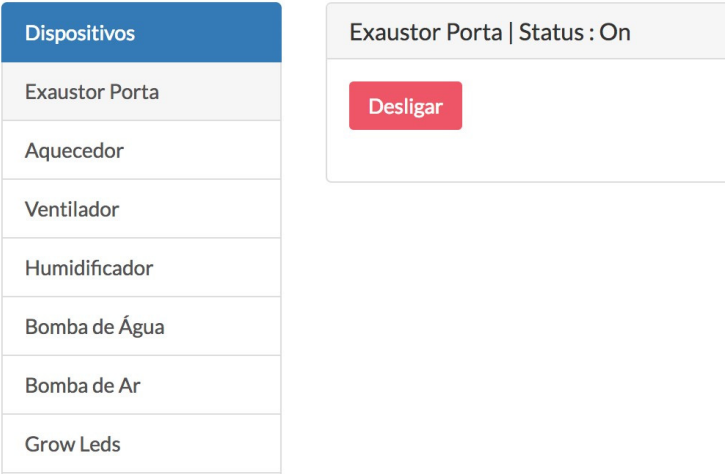 Dispositivos
Exaustor Porta
Aquecedor
Ventilador
Humidificador
Bomba de Água
Bomba de Ar
Grow Leds
Exaustor Porta | Status : On
Desligar